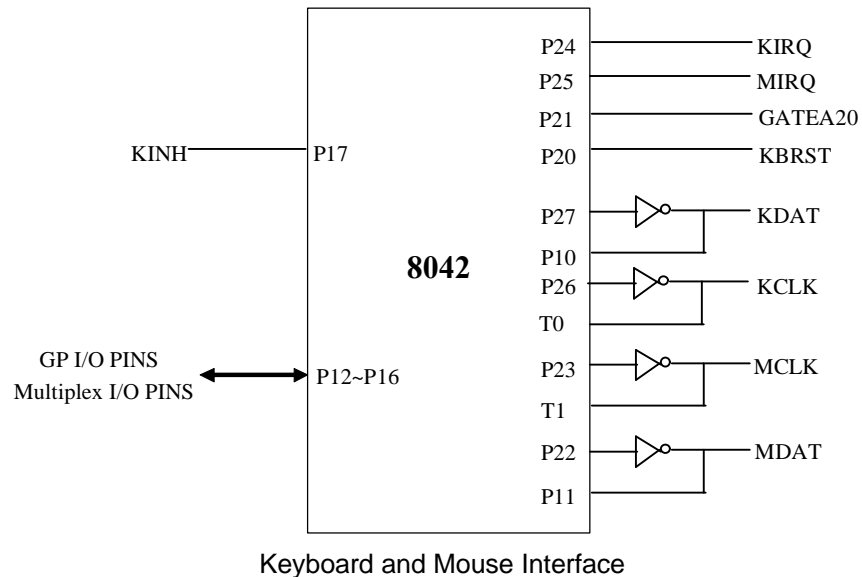 P24 KIRQ
P25 MIRQ
P21 GATEA20
KINH P17 P20 KBRST
P27 KDAT
P10
8042
P26 KCLK
T0
GP I/O PINS
Multiplex I/O PINS
P12~P16
P23 MCLK
T1
P22 MDAT
P11
Keyboard and Mouse Interface